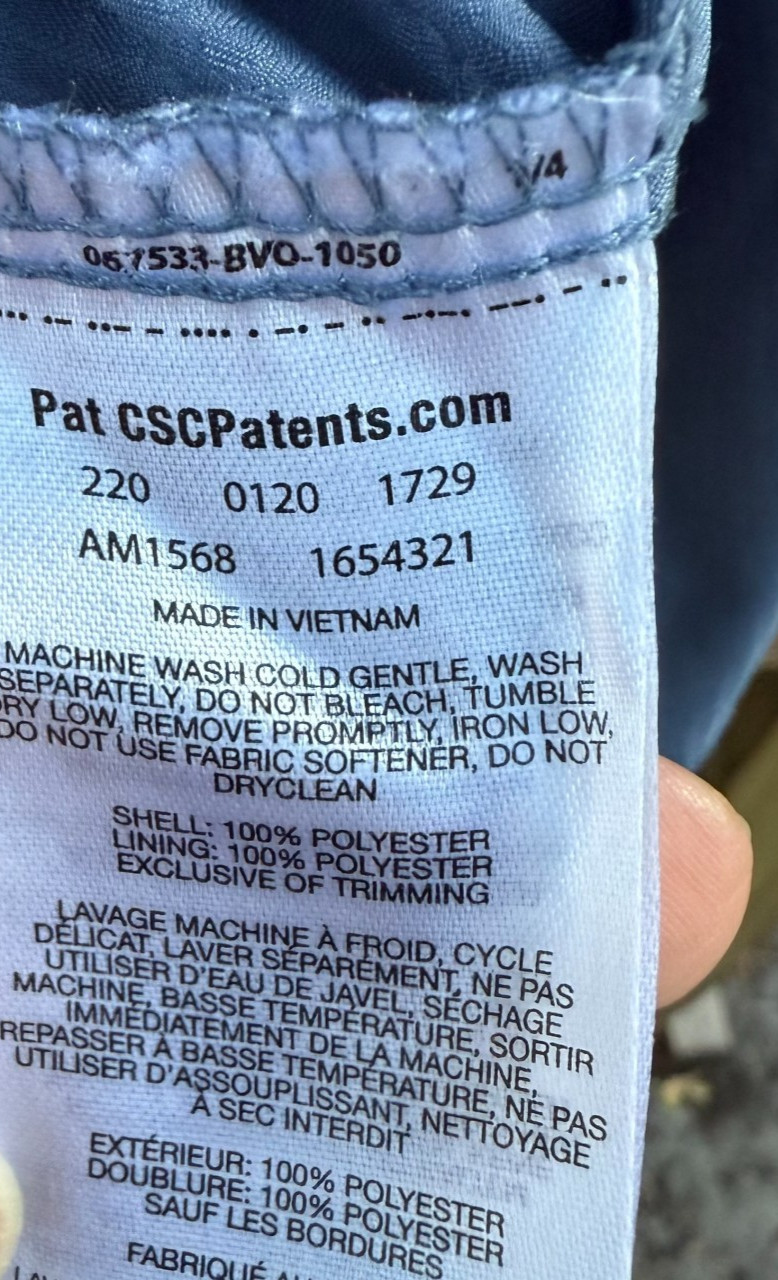 /4
-BVO-1050
Pat CSCPatents.com
220 0120 1729
AM1568 1654321
MADE IN VIETNAM
MACHINE WASH COLD GENTLE, WASH
SEPARATELY, DO NOT BLEACH, TUMBLE
DRY LOW, REMOVE PROMPTLY, IRON LOW,
DO NOT USE FABRIC SOFTENER, DO NOT
DRYCLEAN
SHELL: 100% POLYESTER
LINING: 100% POLYESTER
EXCLUSIVE OF TRIMMING
LAVAGE MACHINE À FROID, CYCLE
DÉLICAT, LAVER SÉPARÉMENT, NE PAS
UTILISER D'EAU DE JAVEL, SÉCHAGE
MACHINE, BASSE TEMPÉRATURE, SORTIR
IMMÉDIATEMENT DE LA MACHINE,
REPASSER À BASSE TEMPÉRATURE, NE PAS
UTILISER D'ASSOUPLISSANT, NETTOYAGE
À SEC INTERDIT
EXTÉRIEUR: 100% POLYESTER
DOUBLURE: 100% POLYESTER
SAUF LES BORDURES
FABRIQUÉ